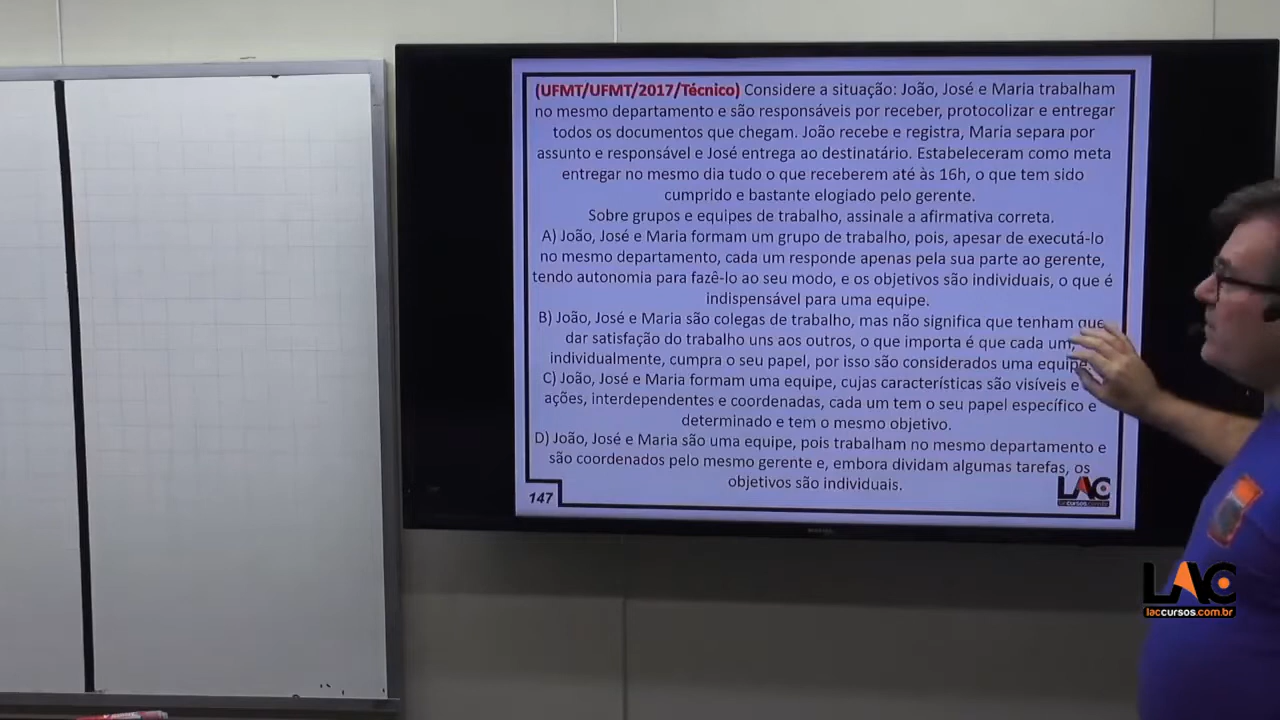 (UFMT/UFMT/2017/Técnico) Considere a situação: João, José e Maria trabalham
no mesmo departamento e são responsáveis por receber, protocolizar e entregar
todos os documentos que chegam. João recebe e registra, Maria separa por
assunto e responsável e José entrega ao destinatário. Estabeleceram como meta
entregar no mesmo dia tudo o que receberem até às 16h, o que tem sido
cumprido e bastante elogiado pelo gerente.
Sobre grupos e equipes de trabalho, assinale a afirmativa correta.
A) João, José e Maria formam um grupo de trabalho, pois, apesar de executá-lo
no mesmo departamento, cada um responde apenas pela sua parte ao gerente,
tendo autonomia para fazê-lo ao seu modo, e os objetivos são individuais, o que é
indispensável para uma equipe.
B) João, José e Maria são colegas de trabalho, mas não significa que tenham que
dar satisfação do trabalho uns aos outros, o que importa é que cada um,
individualmente, cumpra o seu papel, por isso são considerados uma equipe.
C) João, José e Maria formam uma equipe, cujas características são visíveis e
ações, interdependentes e coordenadas, cada um tem o seu papel específico e
determinado e tem o mesmo objetivo.
D) João, José e Maria são uma equipe, pois trabalham no mesmo departamento e
são coordenados pelo mesmo gerente e, embora dividam algumas tarefas, os
objetivos são individuais.
147
LAC
laccursos.com.br
LAC
laccursos.com.br